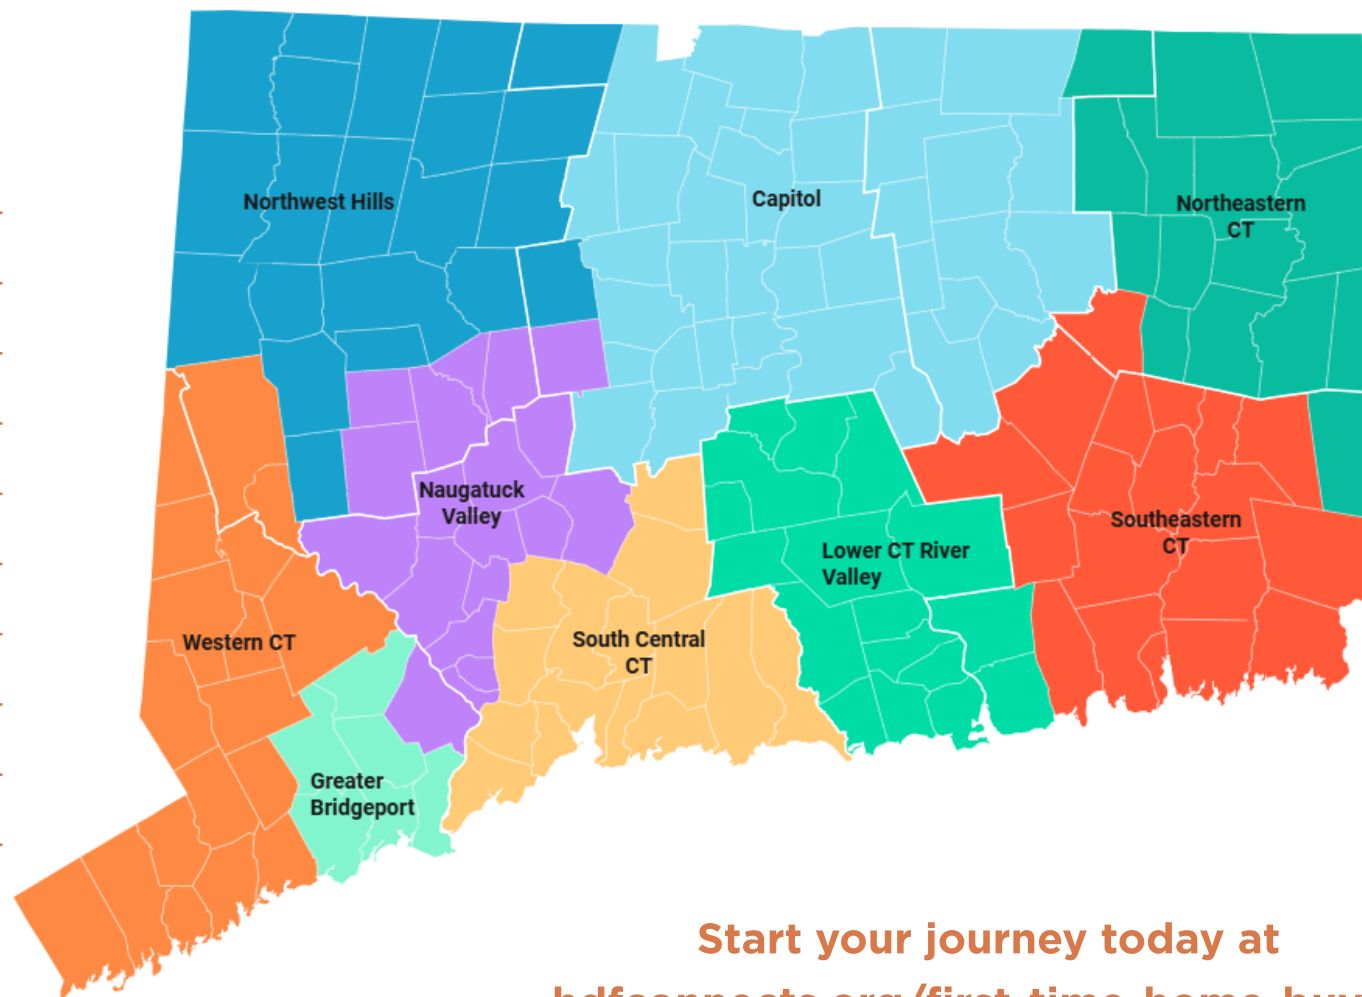 Northwest Hills
Capitol
Northeastern
CT
Naugatuck
Valley
Southeastern
CT
Lower CT River
Valley
Western CT
South Central
CT
Greater
Bridgeport
Start your journey today at